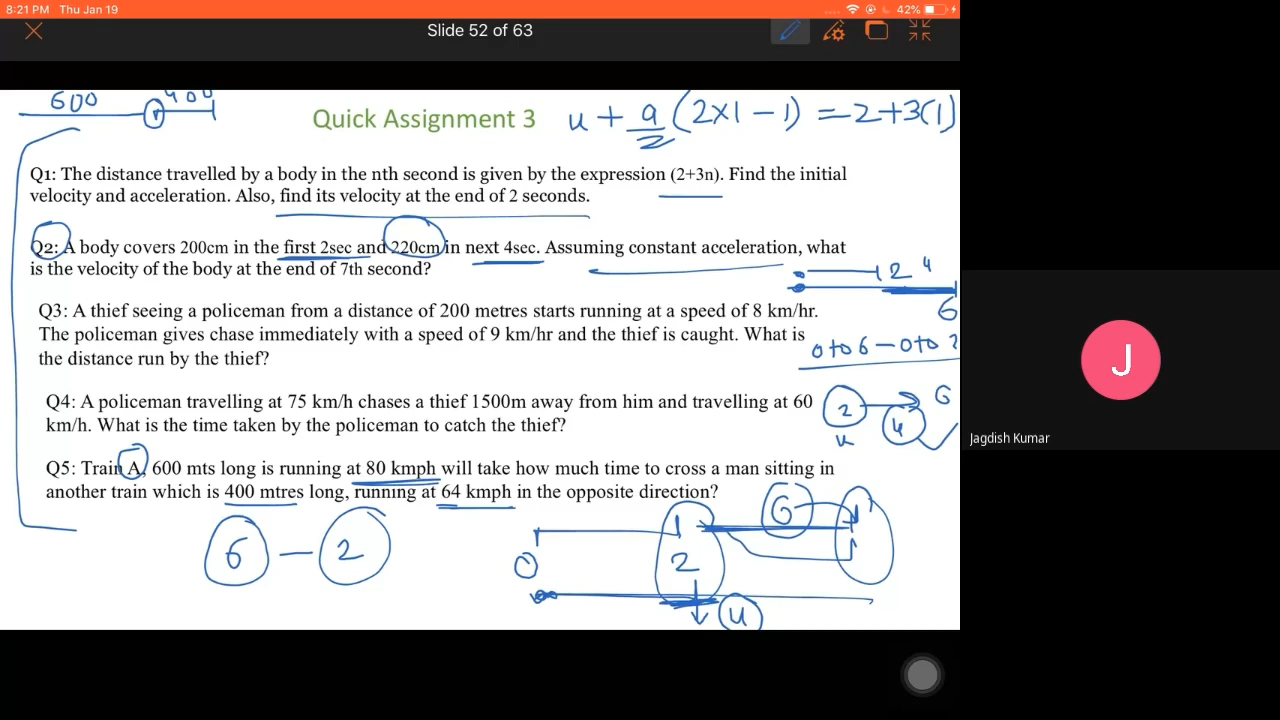 8:21 PM Thu Jan 19
42%
Slide 52 of 63
600 400
Quick Assignment 3
u + a/2 (2×1 − 1) = 2+3(1)
Q1: The distance travelled by a body in the nth second is given by the expression (2+3n). Find the initial
velocity and acceleration. Also, find its velocity at the end of 2 seconds.
Q2: A body covers 200cm in the first 2sec and 220cm in next 4sec. Assuming constant acceleration, what
is the velocity of the body at the end of 7th second?
2 4
6
Q3: A thief seeing a policeman from a distance of 200 metres starts running at a speed of 8 km/hr.
The policeman gives chase immediately with a speed of 9 km/hr and the thief is caught. What is
the distance run by the thief?
0 to 6 − 0 to 2
Q4: A policeman travelling at 75 km/h chases a thief 1500m away from him and travelling at 60
km/h. What is the time taken by the policeman to catch the thief?
2 6
u 4
Q5: Train A, 600 mts long is running at 80 kmph will take how much time to cross a man sitting in
another train which is 400 mtres long, running at 64 kmph in the opposite direction?
6 − 2
0 2 6
u
J
Jagdish Kumar